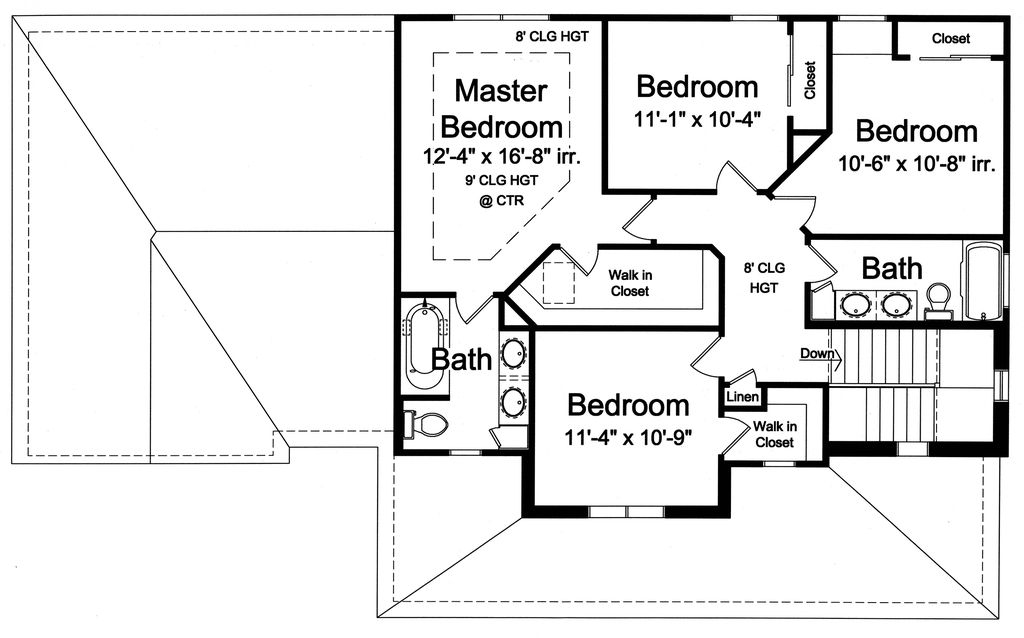 8' CLG HGT
Master
Bedroom
12'-4" x 16'-8" irr.
9' CLG HGT
@ CTR
Bedroom
11'-1" x 10'-4"
Closet
Closet
Bedroom
10'-6" x 10'-8" irr.
Walk in
Closet
8' CLG
HGT
Bath
Bath
Down
Bedroom
11'-4" x 10'-9"
Linen
Walk in
Closet